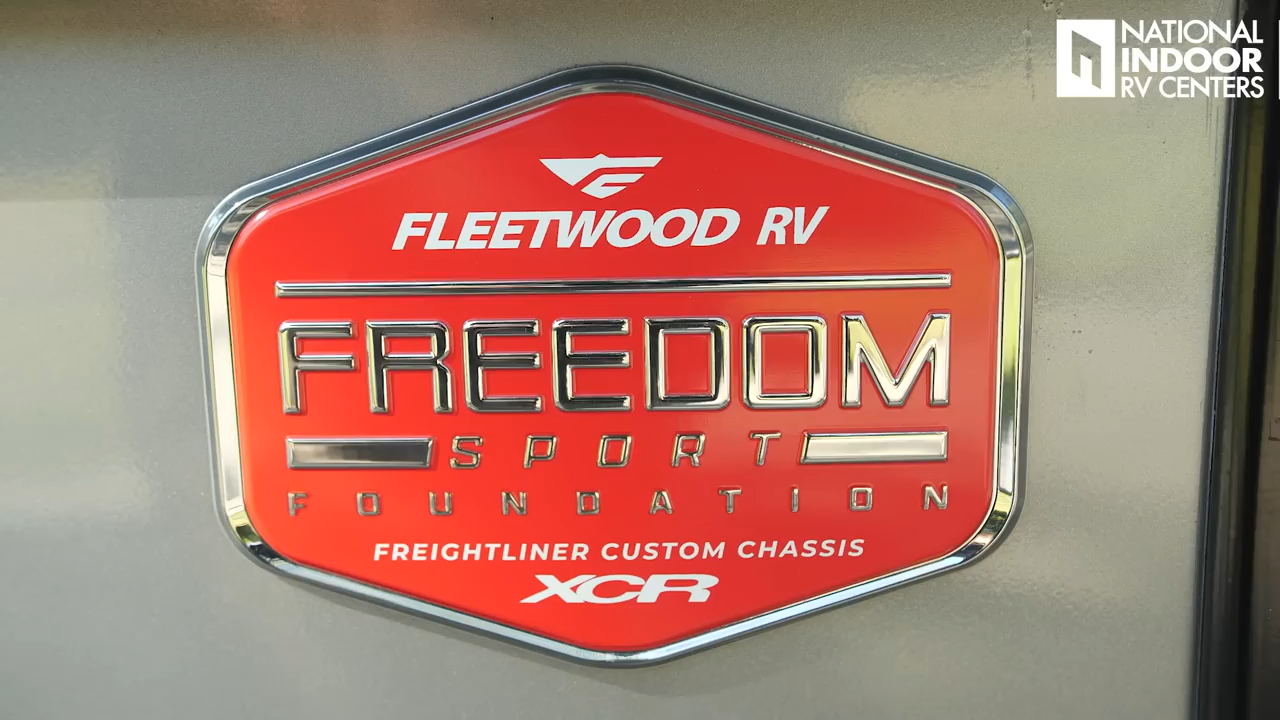 NATIONAL
INDOOR
RV CENTERS
FLEETWOOD RV
FREEDOM
SPORT
FOUNDATION
FREIGHTLINER CUSTOM CHASSIS
XCR